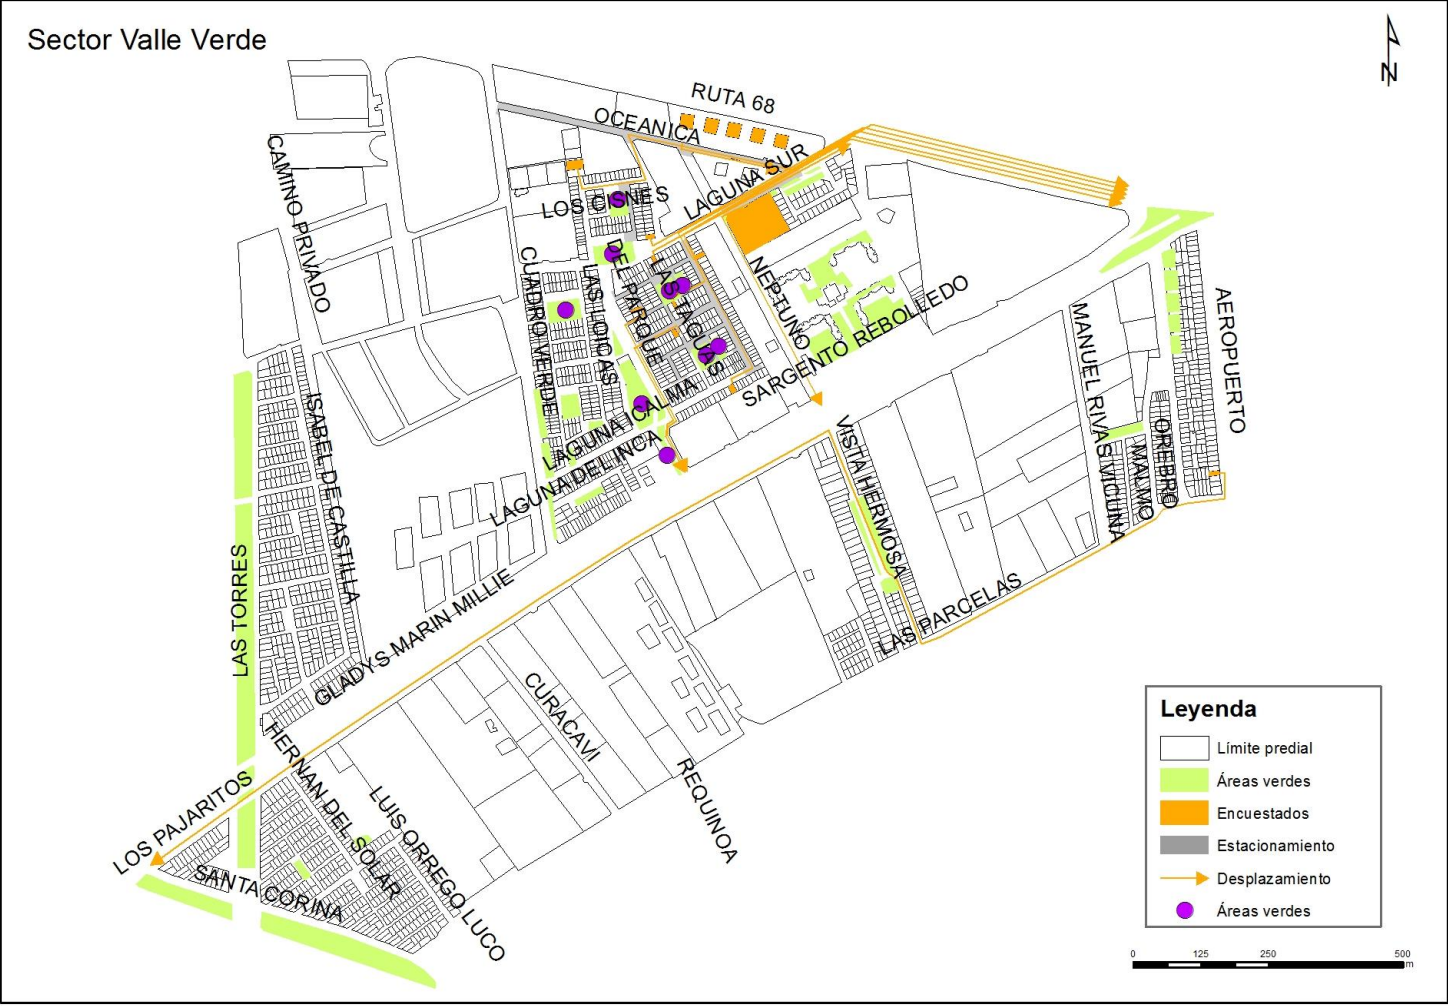 Sector Valle Verde
N
RUTA 68
OCEANICA
LAGUNA SUR
CAMINO PRIVADO
LOS CISNES
CUADRO VERDE
LAS LOICAS
DEL PARQUE
LAS TAGUAS
NEPTUNO
SARGENTO REBOLLEDO
MANUEL RIVAS VICUNA
AEROPUERTO
ISABEL DE CASTILLA
LAGUNA ICALMA
LAGUNA DEL INCA
VISTA HERMOSA
OREBRO
MALMO
LAS TORRES
GLADYS MARIN MILLIE
LAS PARCELAS
CURACAVI
REQUINOA
HERNAN DEL SOLAR
LUIS ORREGO LUCO
LOS PAJARITOS
SANTA CORINA
Leyenda
Límite predial
Áreas verdes
Encuestados
Estacionamiento
Desplazamiento
Áreas verdes
0 125 250 500
m